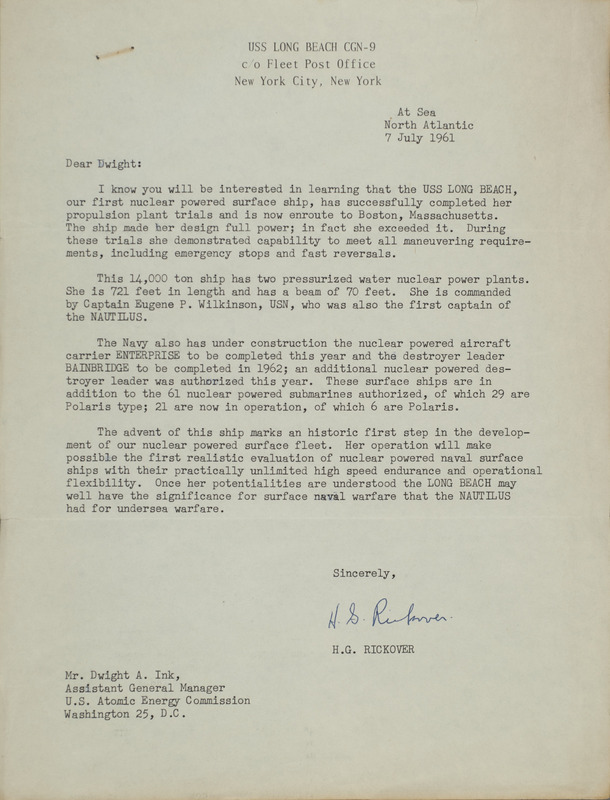 USS LONG BEACH CGN-9
c/o Fleet Post Office
New York City, New York
At Sea
North Atlantic
7 July 1961
Dear Dwight:
I know you will be interested in learning that the USS LONG BEACH,
our first nuclear powered surface ship, has successfully completed her
propulsion plant trials and is now enroute to Boston, Massachusetts.
The ship made her design full power; in fact she exceeded it. During
these trials she demonstrated capability to meet all maneuvering require-
ments, including emergency stops and fast reversals.
This 14,000 ton ship has two pressurized water nuclear power plants.
She is 721 feet in length and has a beam of 70 feet. She is commanded
by Captain Eugene P. Wilkinson, USN, who was also the first captain of
the NAUTILUS.
The Navy also has under construction the nuclear powered aircraft
carrier ENTERPRISE to be completed this year and the destroyer leader
BAINBRIDGE to be completed in 1962; an additional nuclear powered des-
troyer leader was authorized this year. These surface ships are in
addition to the 61 nuclear powered submarines authorized, of which 29 are
Polaris type; 21 are now in operation, of which 6 are Polaris.
The advent of this ship marks an historic first step in the develop-
ment of our nuclear powered surface fleet. Her operation will make
possible the first realistic evaluation of nuclear powered naval surface
ships with their practically unlimited high speed endurance and operational
flexibility. Once her potentialities are understood the LONG BEACH may
well have the significance for surface naval warfare that the NAUTILUS
had for undersea warfare.
Sincerely,
H. G. Rickover.
H.G. RICKOVER
Mr. Dwight A. Ink,
Assistant General Manager
U.S. Atomic Energy Commission
Washington 25, D.C.